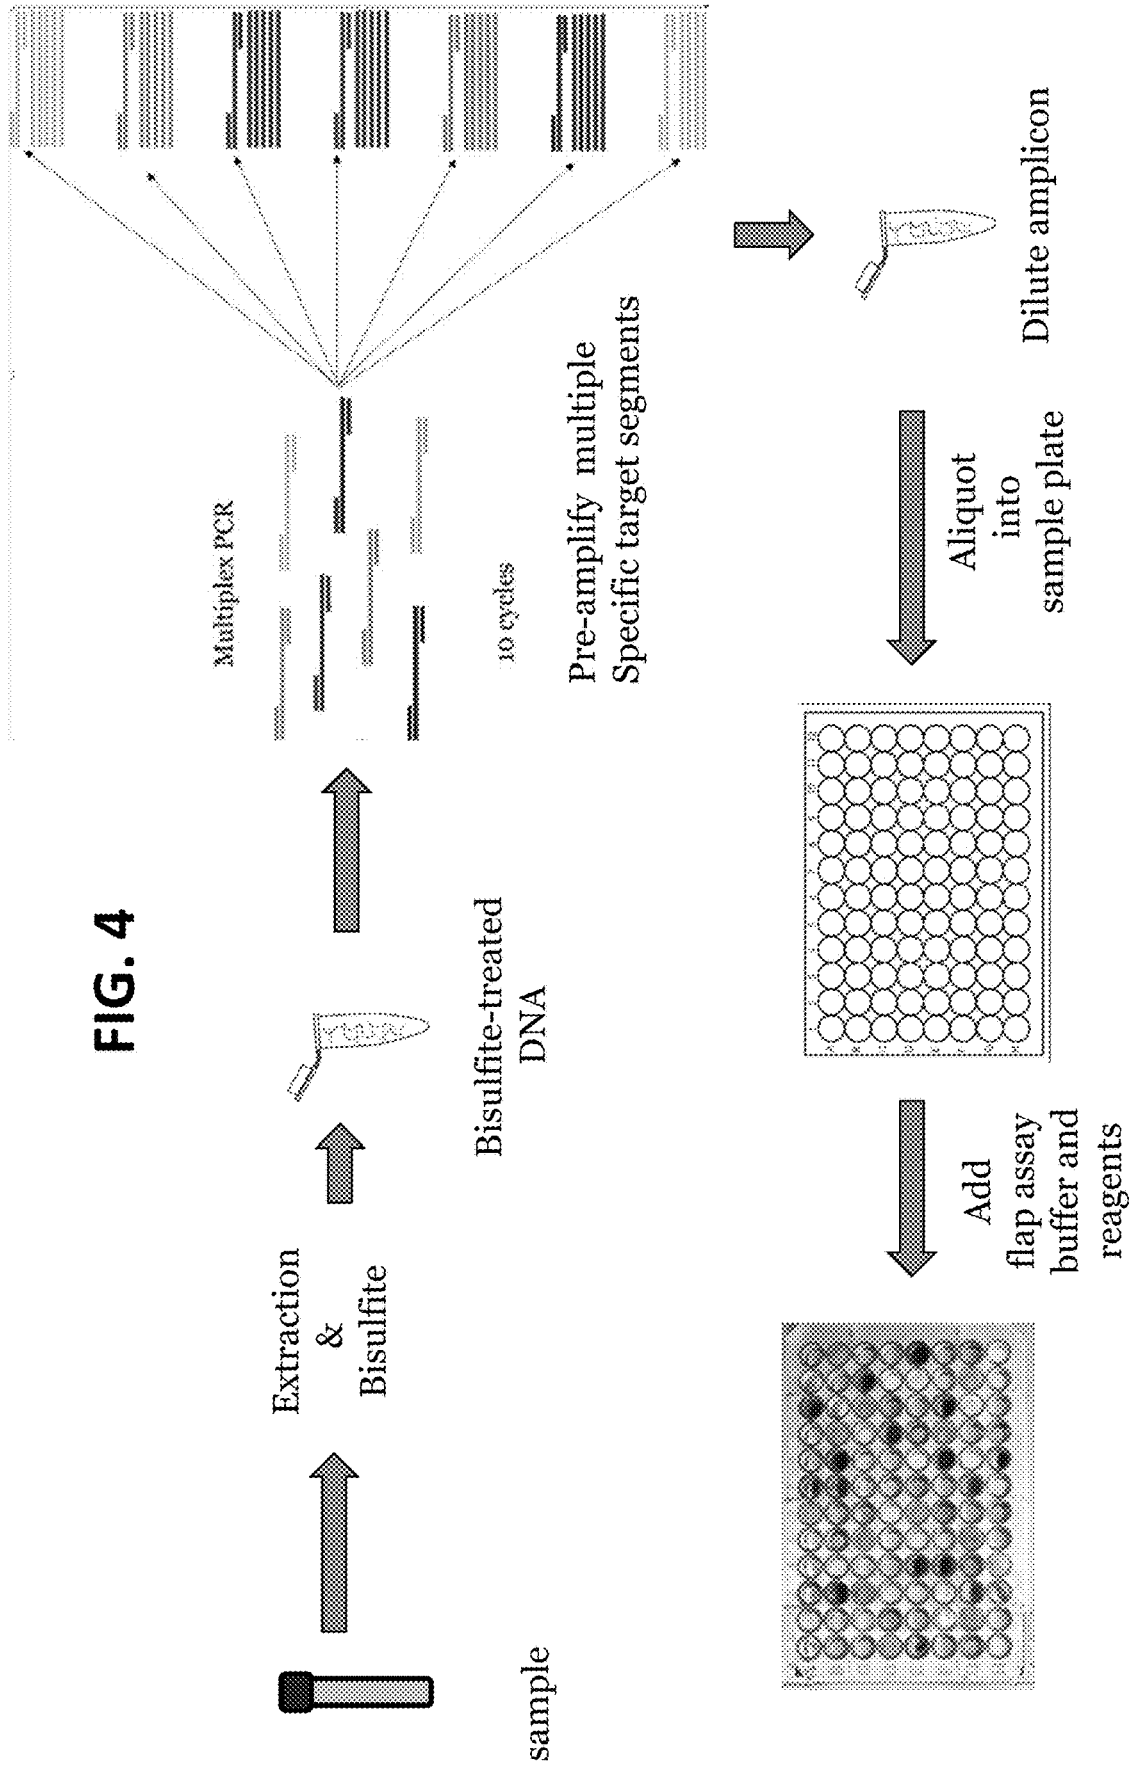 FIG. 4
sample
Extraction
&
Bisulfite
Bisulfite-treated
DNA
Multiplex PCR
10 cycles
Pre-amplify multiple
Specific target segments
Dilute amplicon
Aliquot
into
sample plate
Add
flap assay
buffer and
reagents